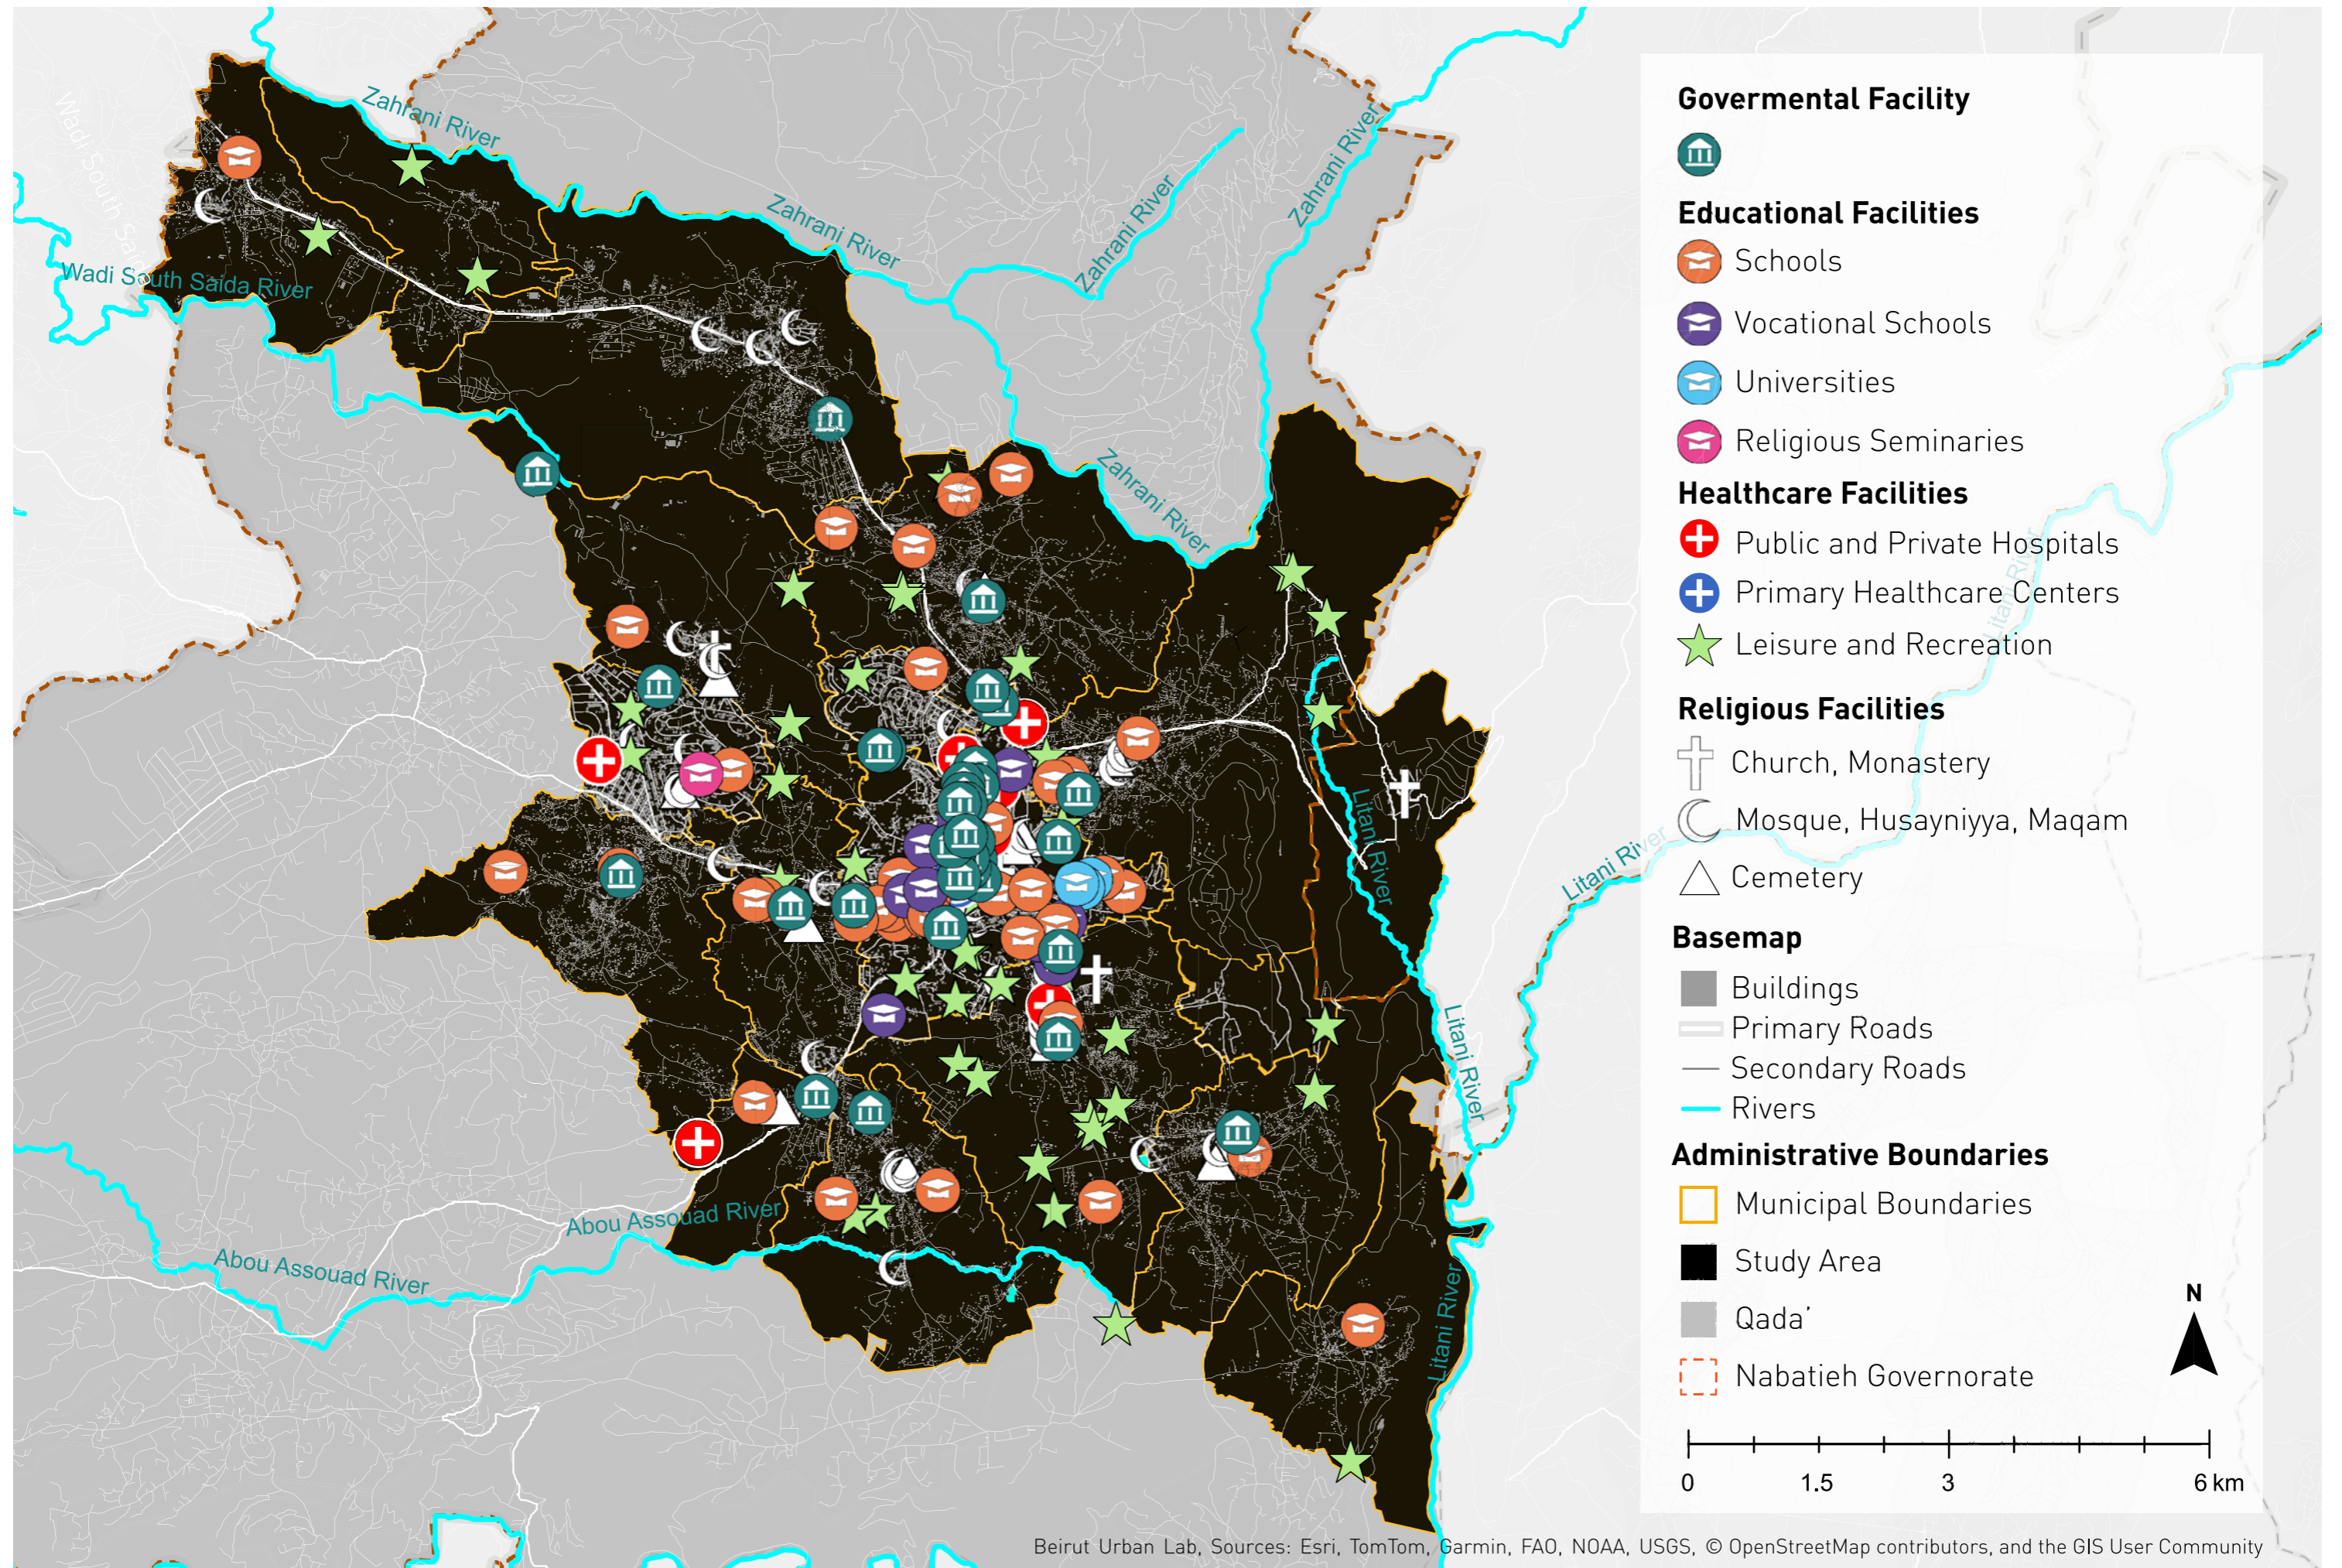 Zahrani River
Zahrani River
Zahrani River
Zahrani River
Zahrani River
Wadi South Saida River
Litani River
Litani River
Litani River
Litani River
Litani River
Abou Assouad River
Abou Assouad River
Govermental Facility
Educational Facilities
Schools
Vocational Schools
Universities
Religious Seminaries
Healthcare Facilities
Public and Private Hospitals
Primary Healthcare Centers
Leisure and Recreation
Religious Facilities
Church, Monastery
Mosque, Husayniyya, Maqam
Cemetery
Basemap
Buildings
Primary Roads
Secondary Roads
Rivers
Administrative Boundaries
Municipal Boundaries
Study Area
Qada’
Nabatieh Governorate
N
0 1.5 3 6 km
Beirut Urban Lab, Sources: Esri, TomTom, Garmin, FAO, NOAA, USGS, © OpenStreetMap contributors, and the GIS User Community